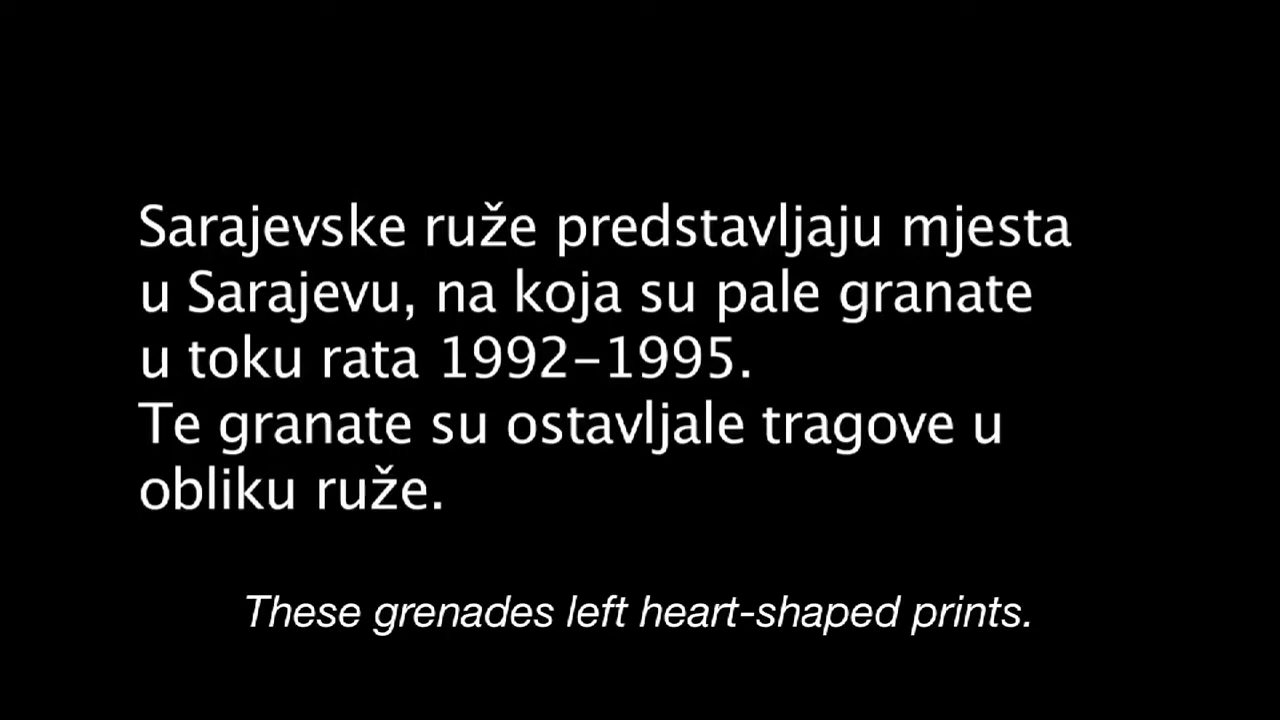 Sarajevske ruže predstavljaju mjesta
u Sarajevu, na koja su pale granate
u toku rata 1992–1995.
Te granate su ostavljale tragove u
obliku ruže.
These grenades left heart-shaped prints.